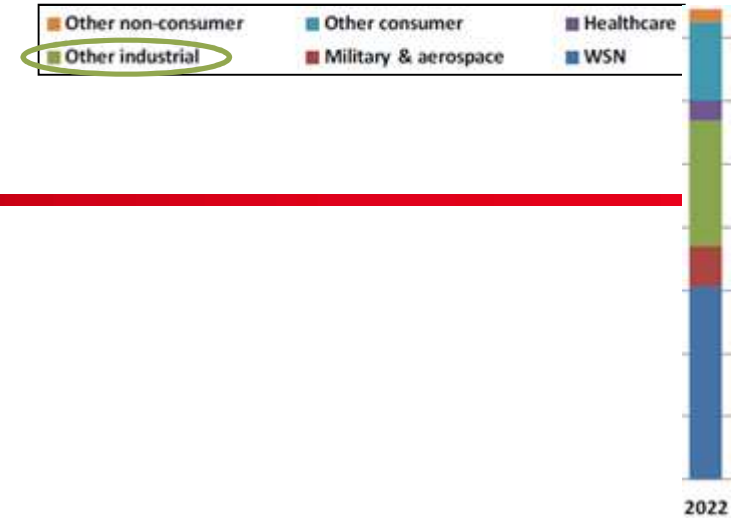 Other non-consumer Other consumer Healthcare
Other industrial Military & aerospace WSN
2022